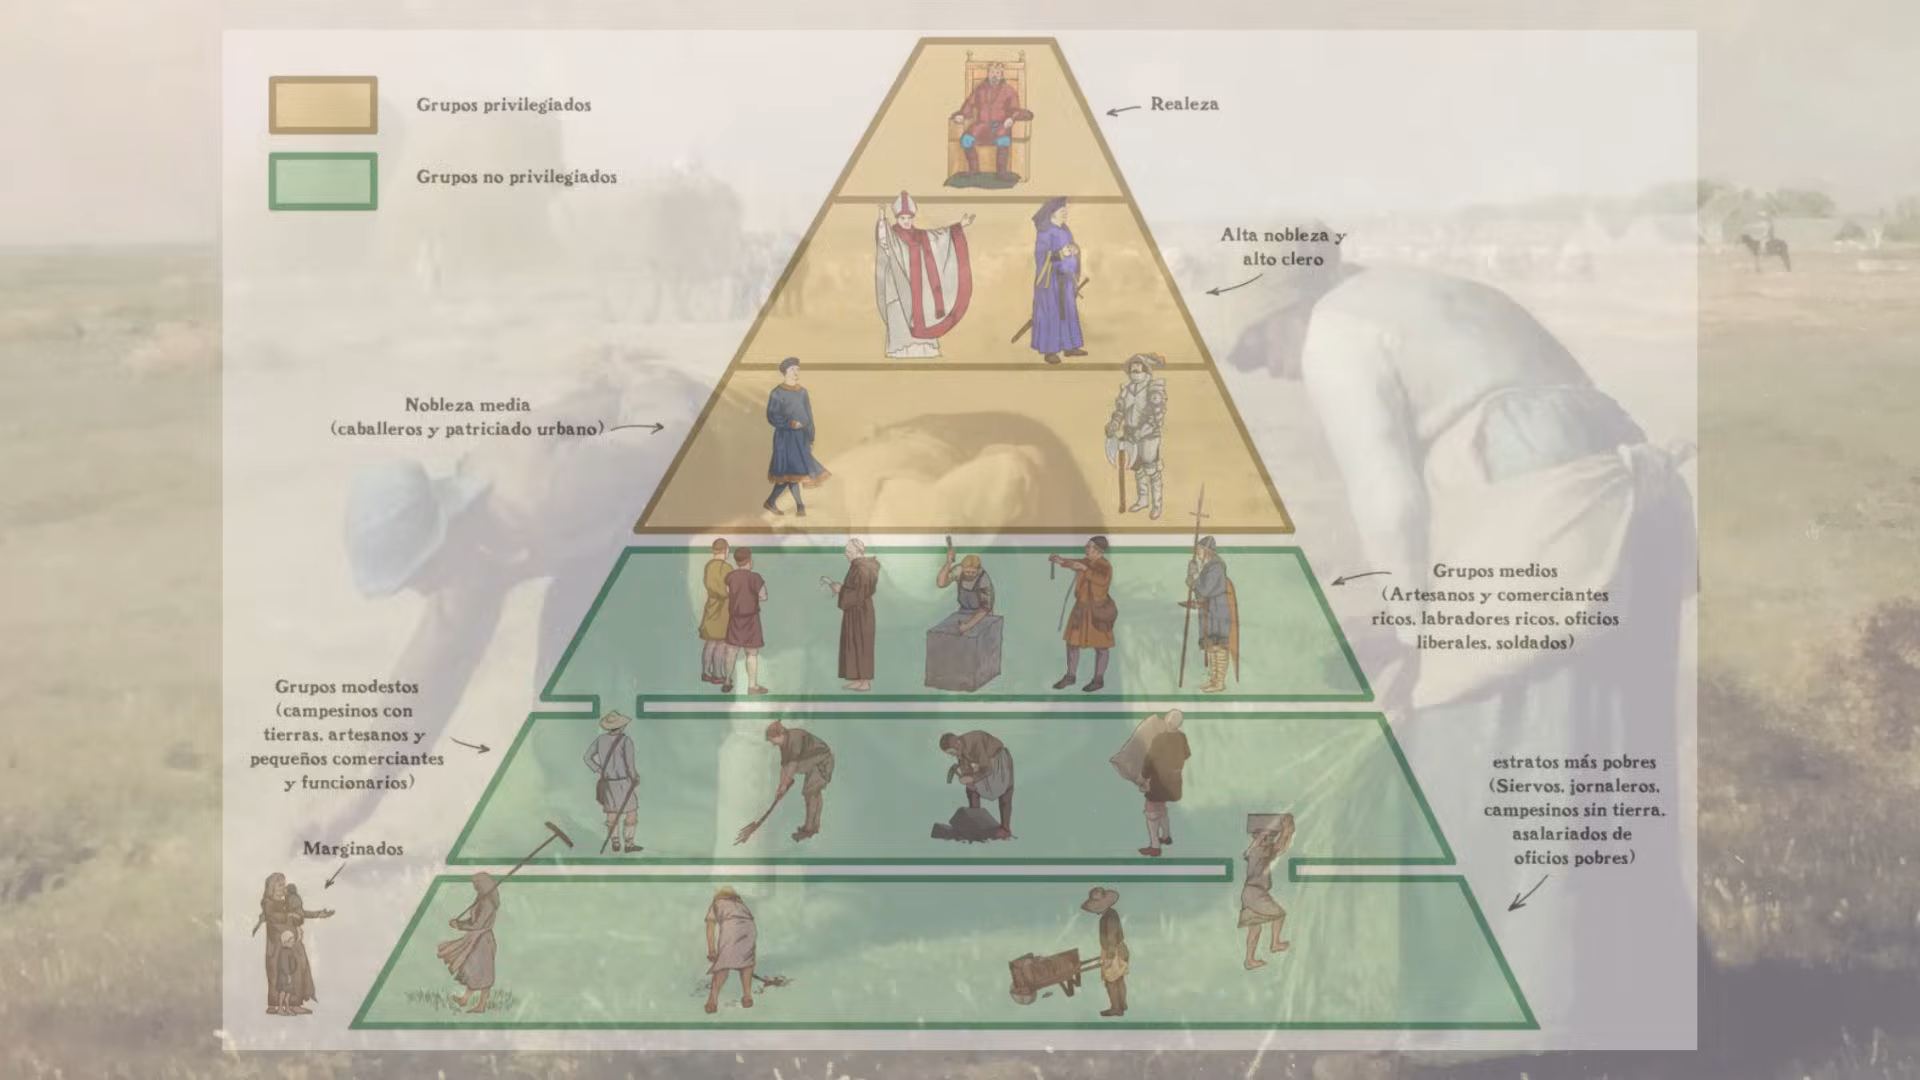 Grupos privilegiados
Realeza
Grupos no privilegiados
Alta nobleza y
alto clero
Nobleza media
(caballeros y patriciado urbano)
Grupos medios
(Artesanos y comerciantes
ricos, labradores ricos, oficios
liberales, soldados)
Grupos modestos
(campesinos con
tierras, artesanos y
pequeños comerciantes
y funcionarios)
estratos más pobres
(Siervos, jornaleros,
campesinos sin tierra,
asalariados de
oficios pobres)
Marginados